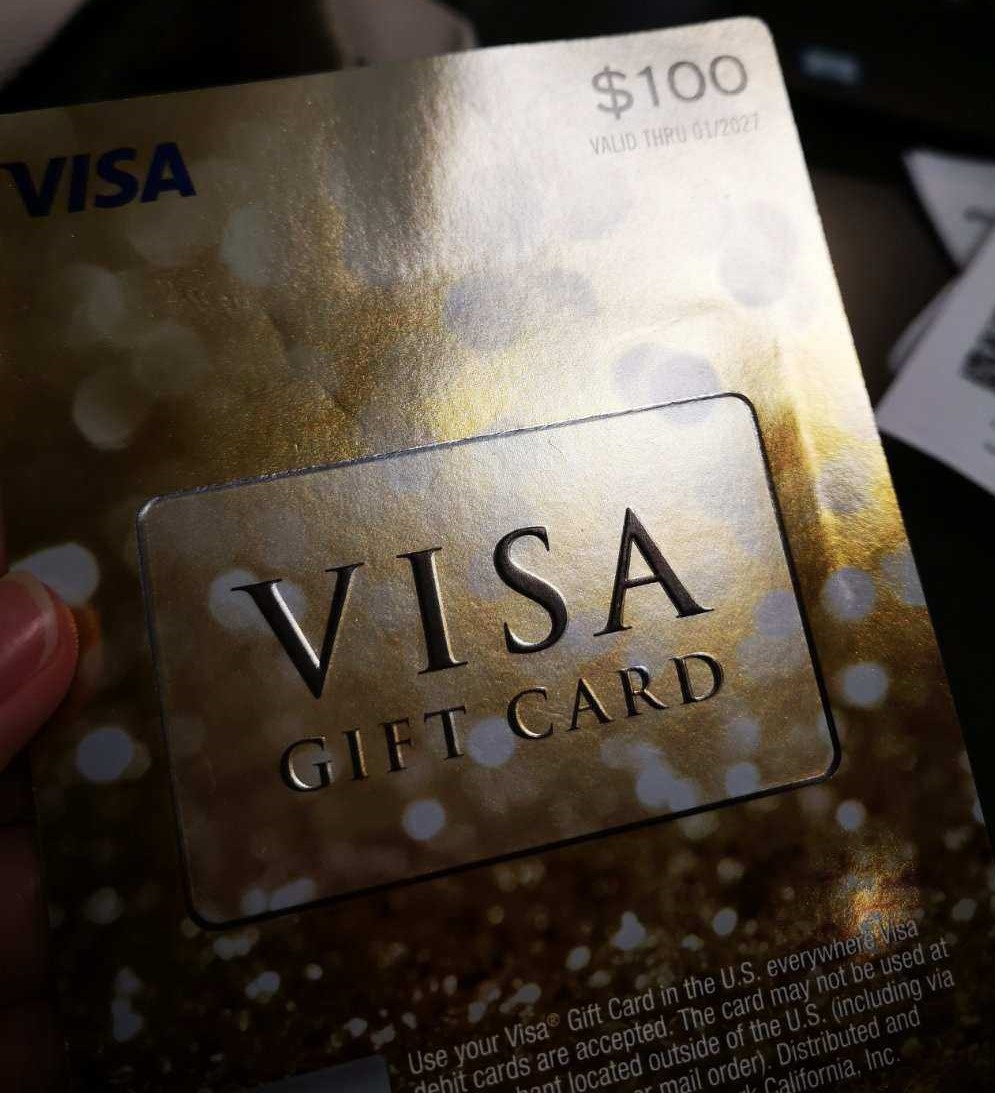 $100
VALID THRU 01/2027
VISA
VISA
GIFT CARD
Use your Visa® Gift Card in the U.S. everywhere Visa
debit cards are accepted. The card may not be used at
located outside of the U.S. (including via
mail order). Distributed and
California, Inc.